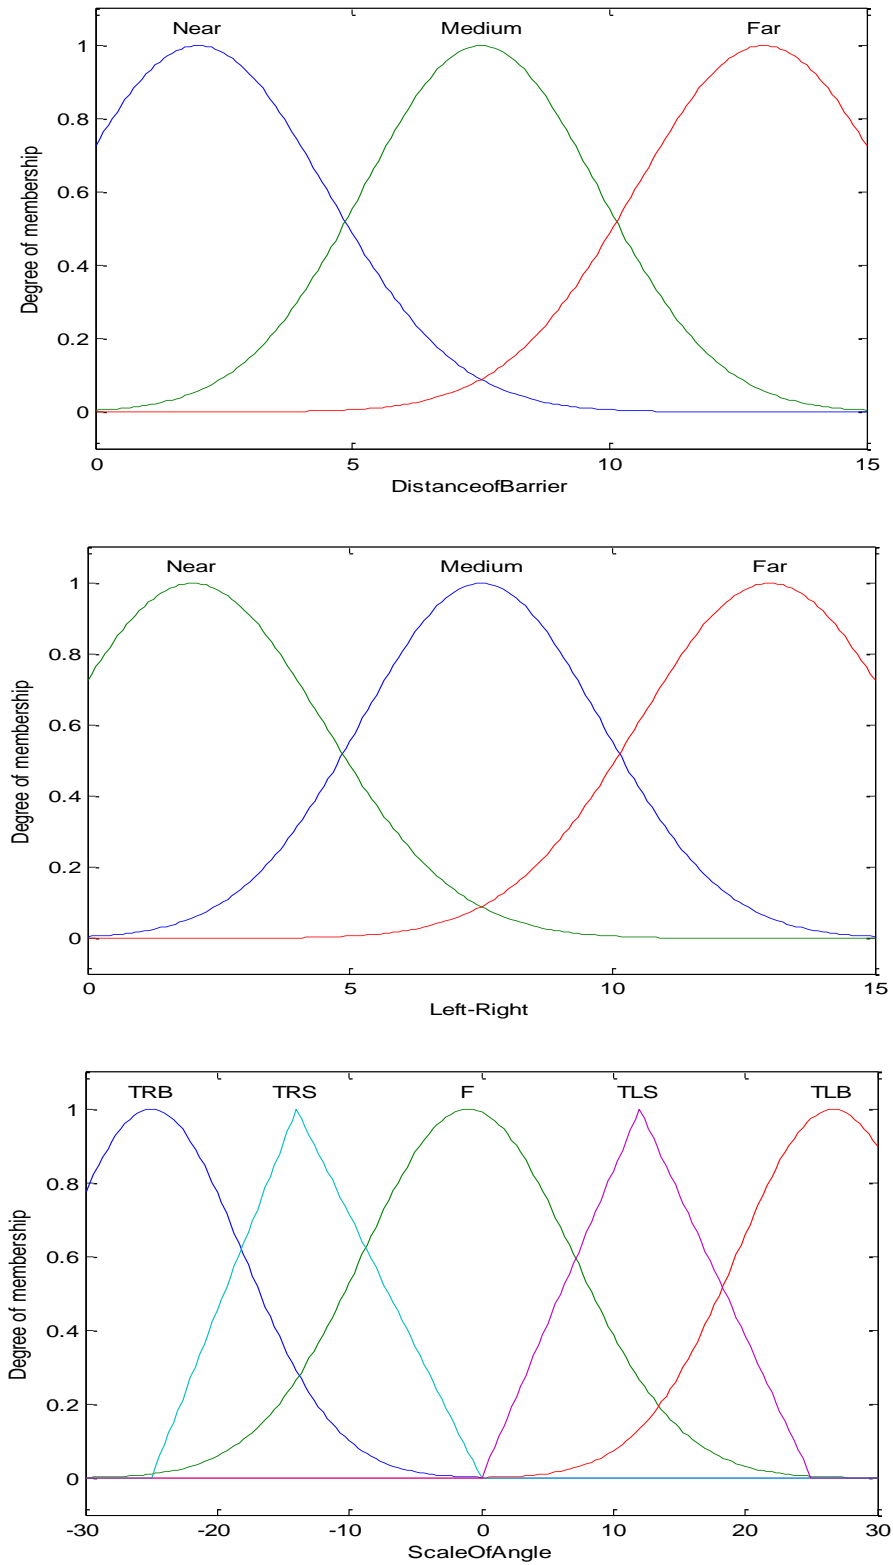 Near Medium Far
1
0.8
0.6
0.4
0.2
0
Degree of membership
0 5 10 15
DistanceofBarrier
Near Medium Far
1
0.8
0.6
0.4
0.2
0
Degree of membership
0 5 10 15
Left-Right
TRB TRS F TLS TLB
1
0.8
0.6
0.4
0.2
0
Degree of membership
-30 -20 -10 0 10 20 30
ScaleOfAngle